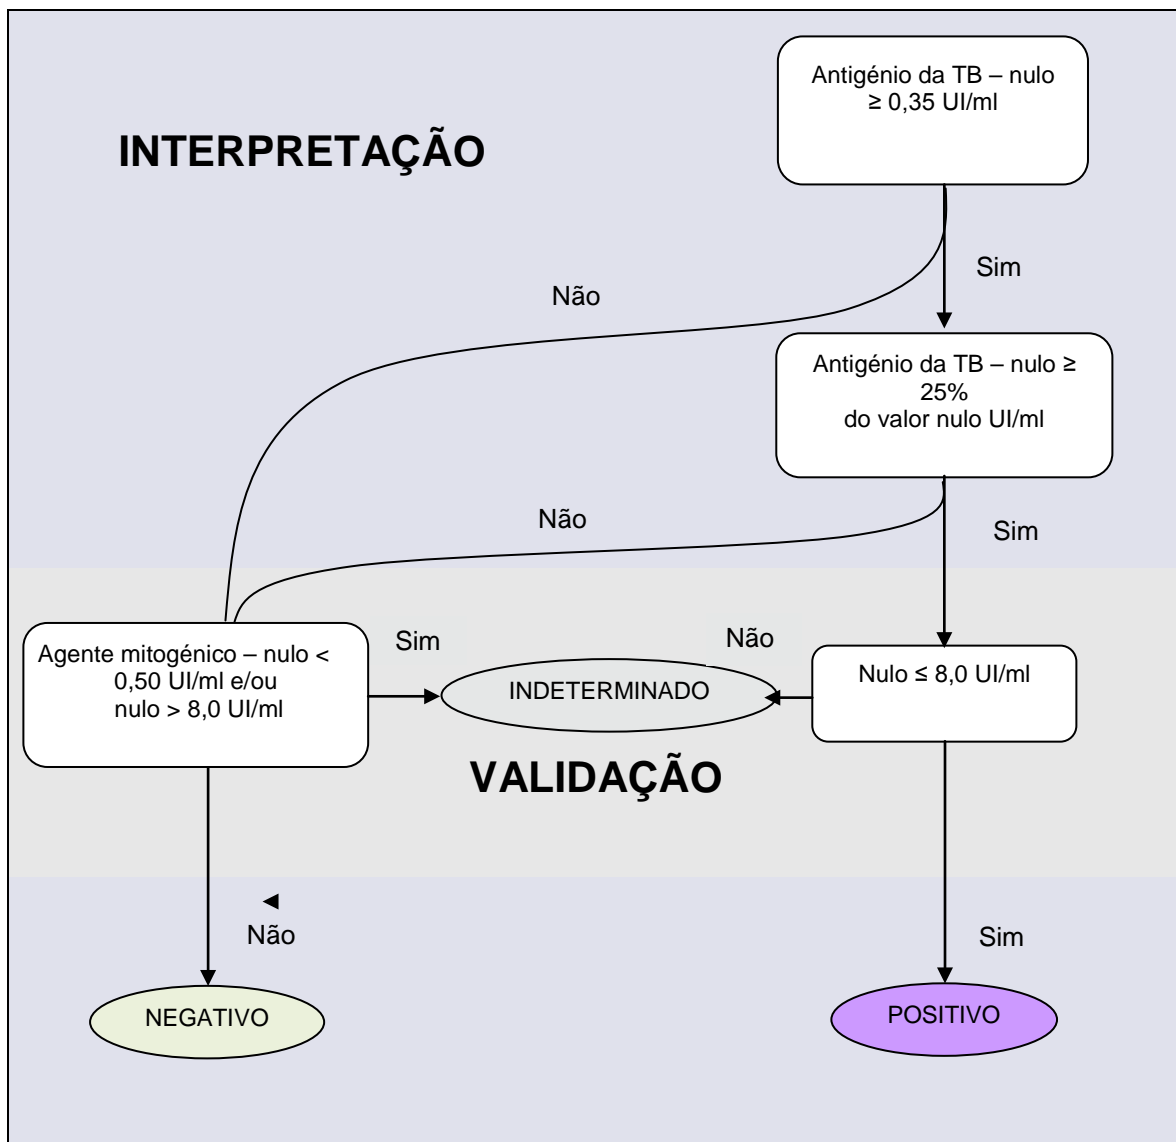 Antigénio da TB – nulo
≥ 0,35 UI/ml
INTERPRETAÇÃO
Sim
Não
Antigénio da TB – nulo ≥
25%
do valor nulo UI/ml
Não
Sim
Agente mitogénico – nulo <
0,50 UI/ml e/ou
nulo > 8,0 UI/ml
Sim
INDETERMINADO
Não
Nulo ≤ 8,0 UI/ml
VALIDAÇÃO
Não
Sim
NEGATIVO
POSITIVO